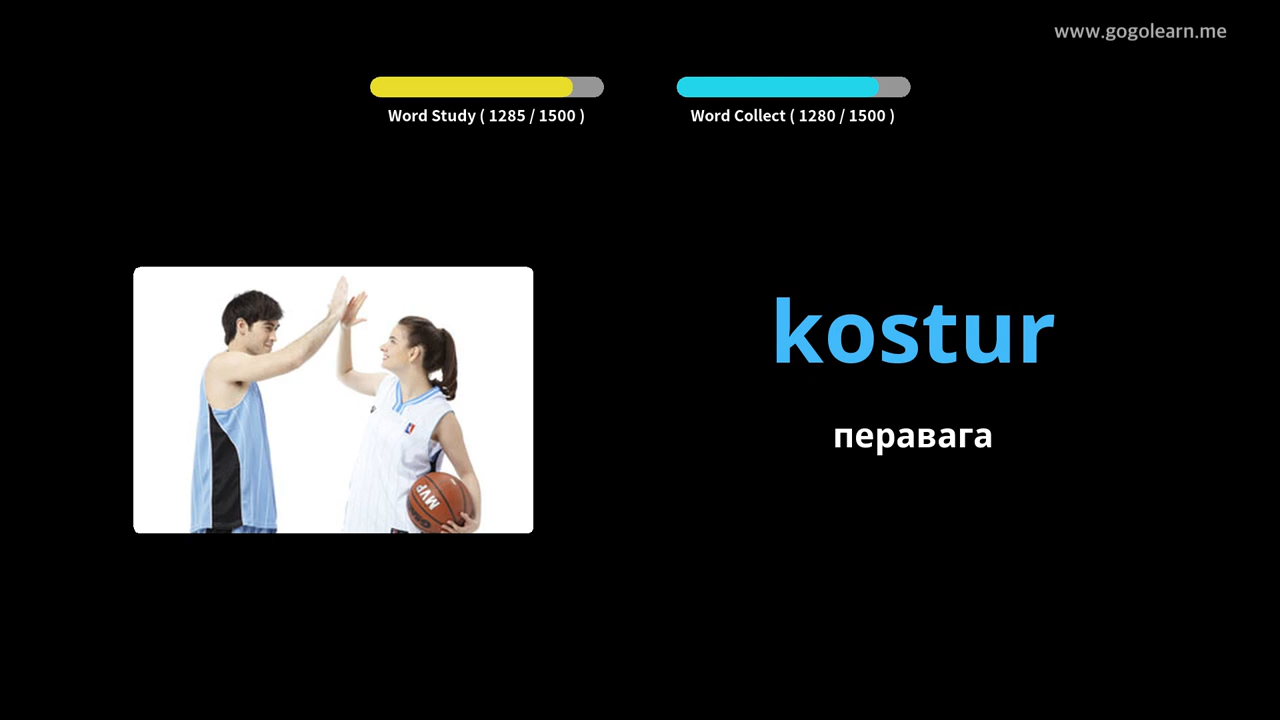 www.gogolearn.me
Word Study ( 1285 / 1500 )
Word Collect ( 1280 / 1500 )
kostur
перавага
MVP